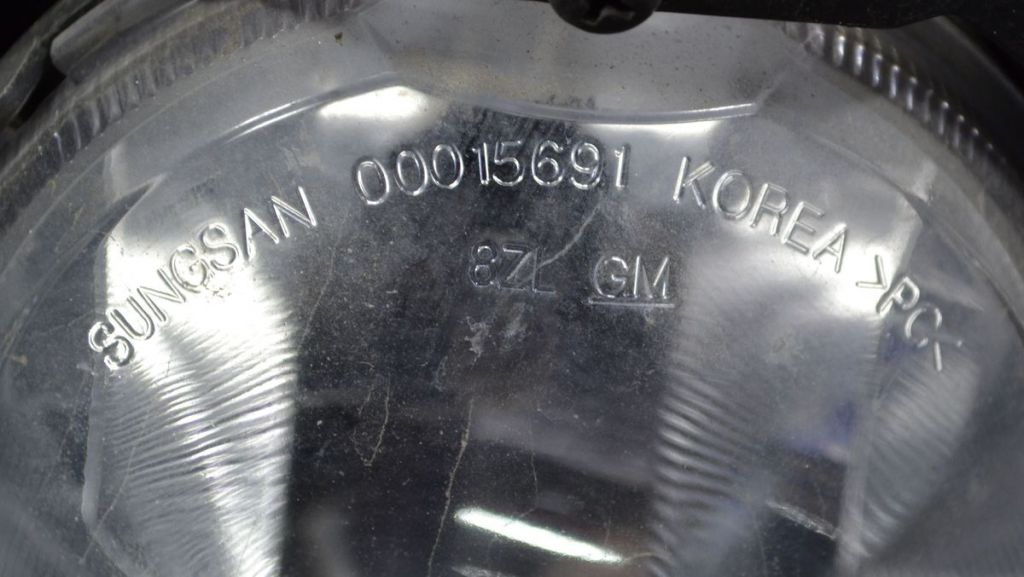 SUNGSAN 00015691 KOREA >PC<
8ZL GM